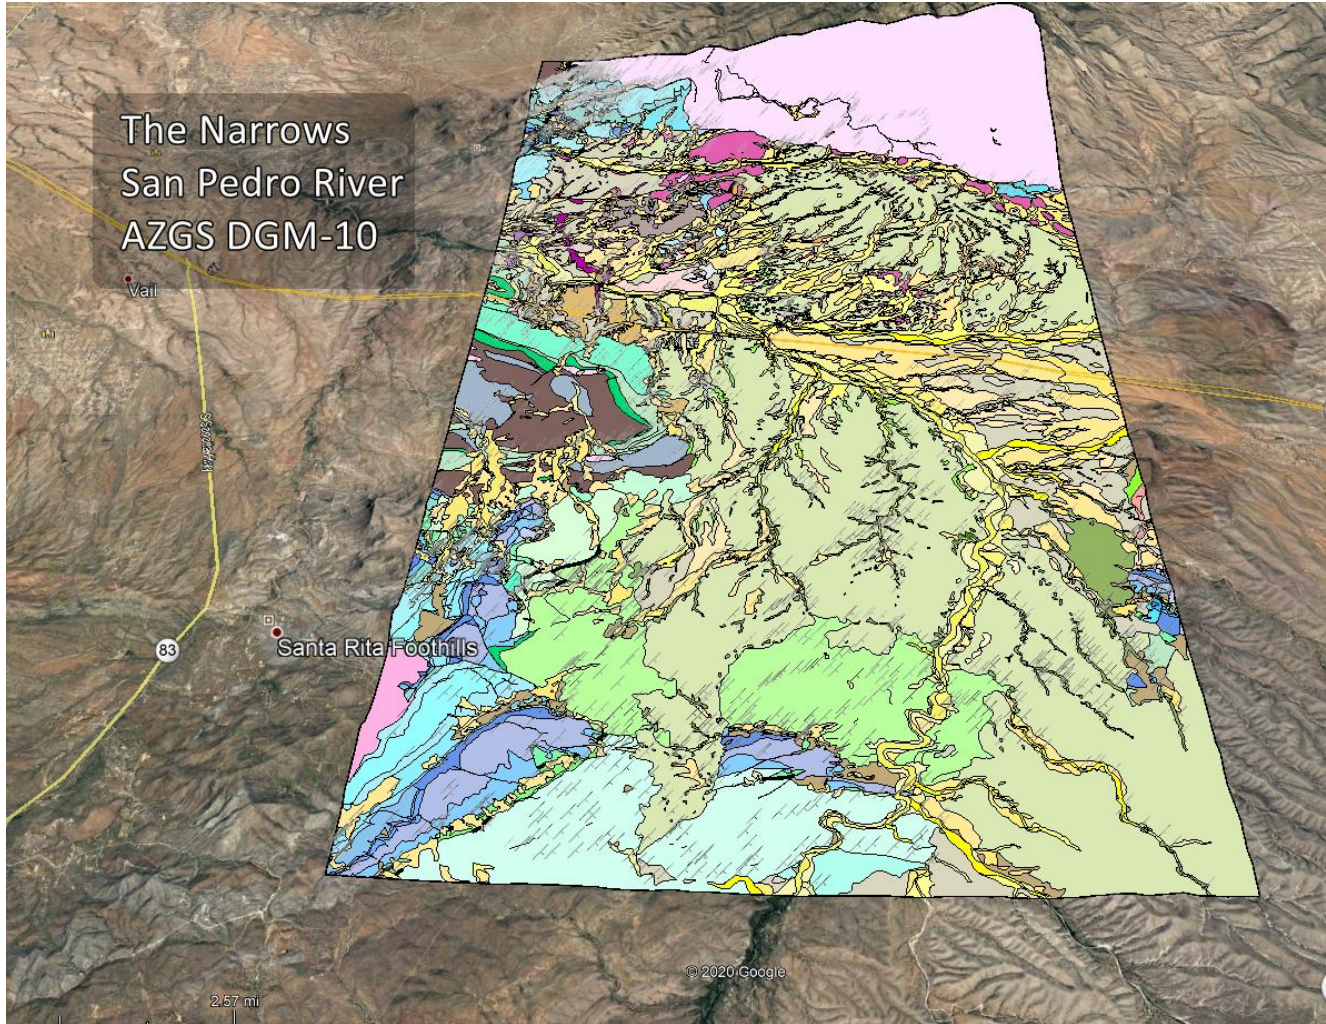 The Narrows
San Pedro River
AZGS DGM-10
Vail
83
Santa Rita Foothills
© 2020 Google
2.57 mi